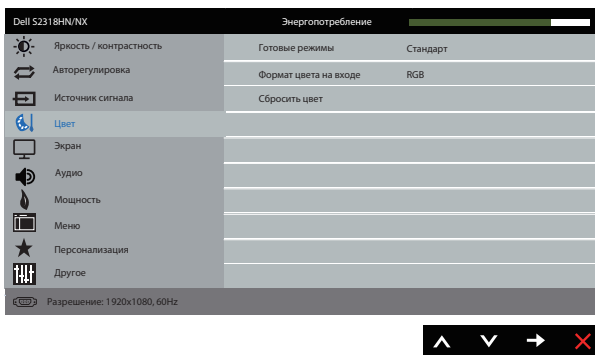 Dell S2318HN/NX Энергопотребление
Яркость / контрастность Готовые режимы Стандарт
Авторегулировка Формат цвета на входе RGB
Источник сигнала Сбросить цвет
Цвет
Экран
Аудио
Мощность
Меню
Персонализация
Другое
Разрешение: 1920x1080, 60Hz